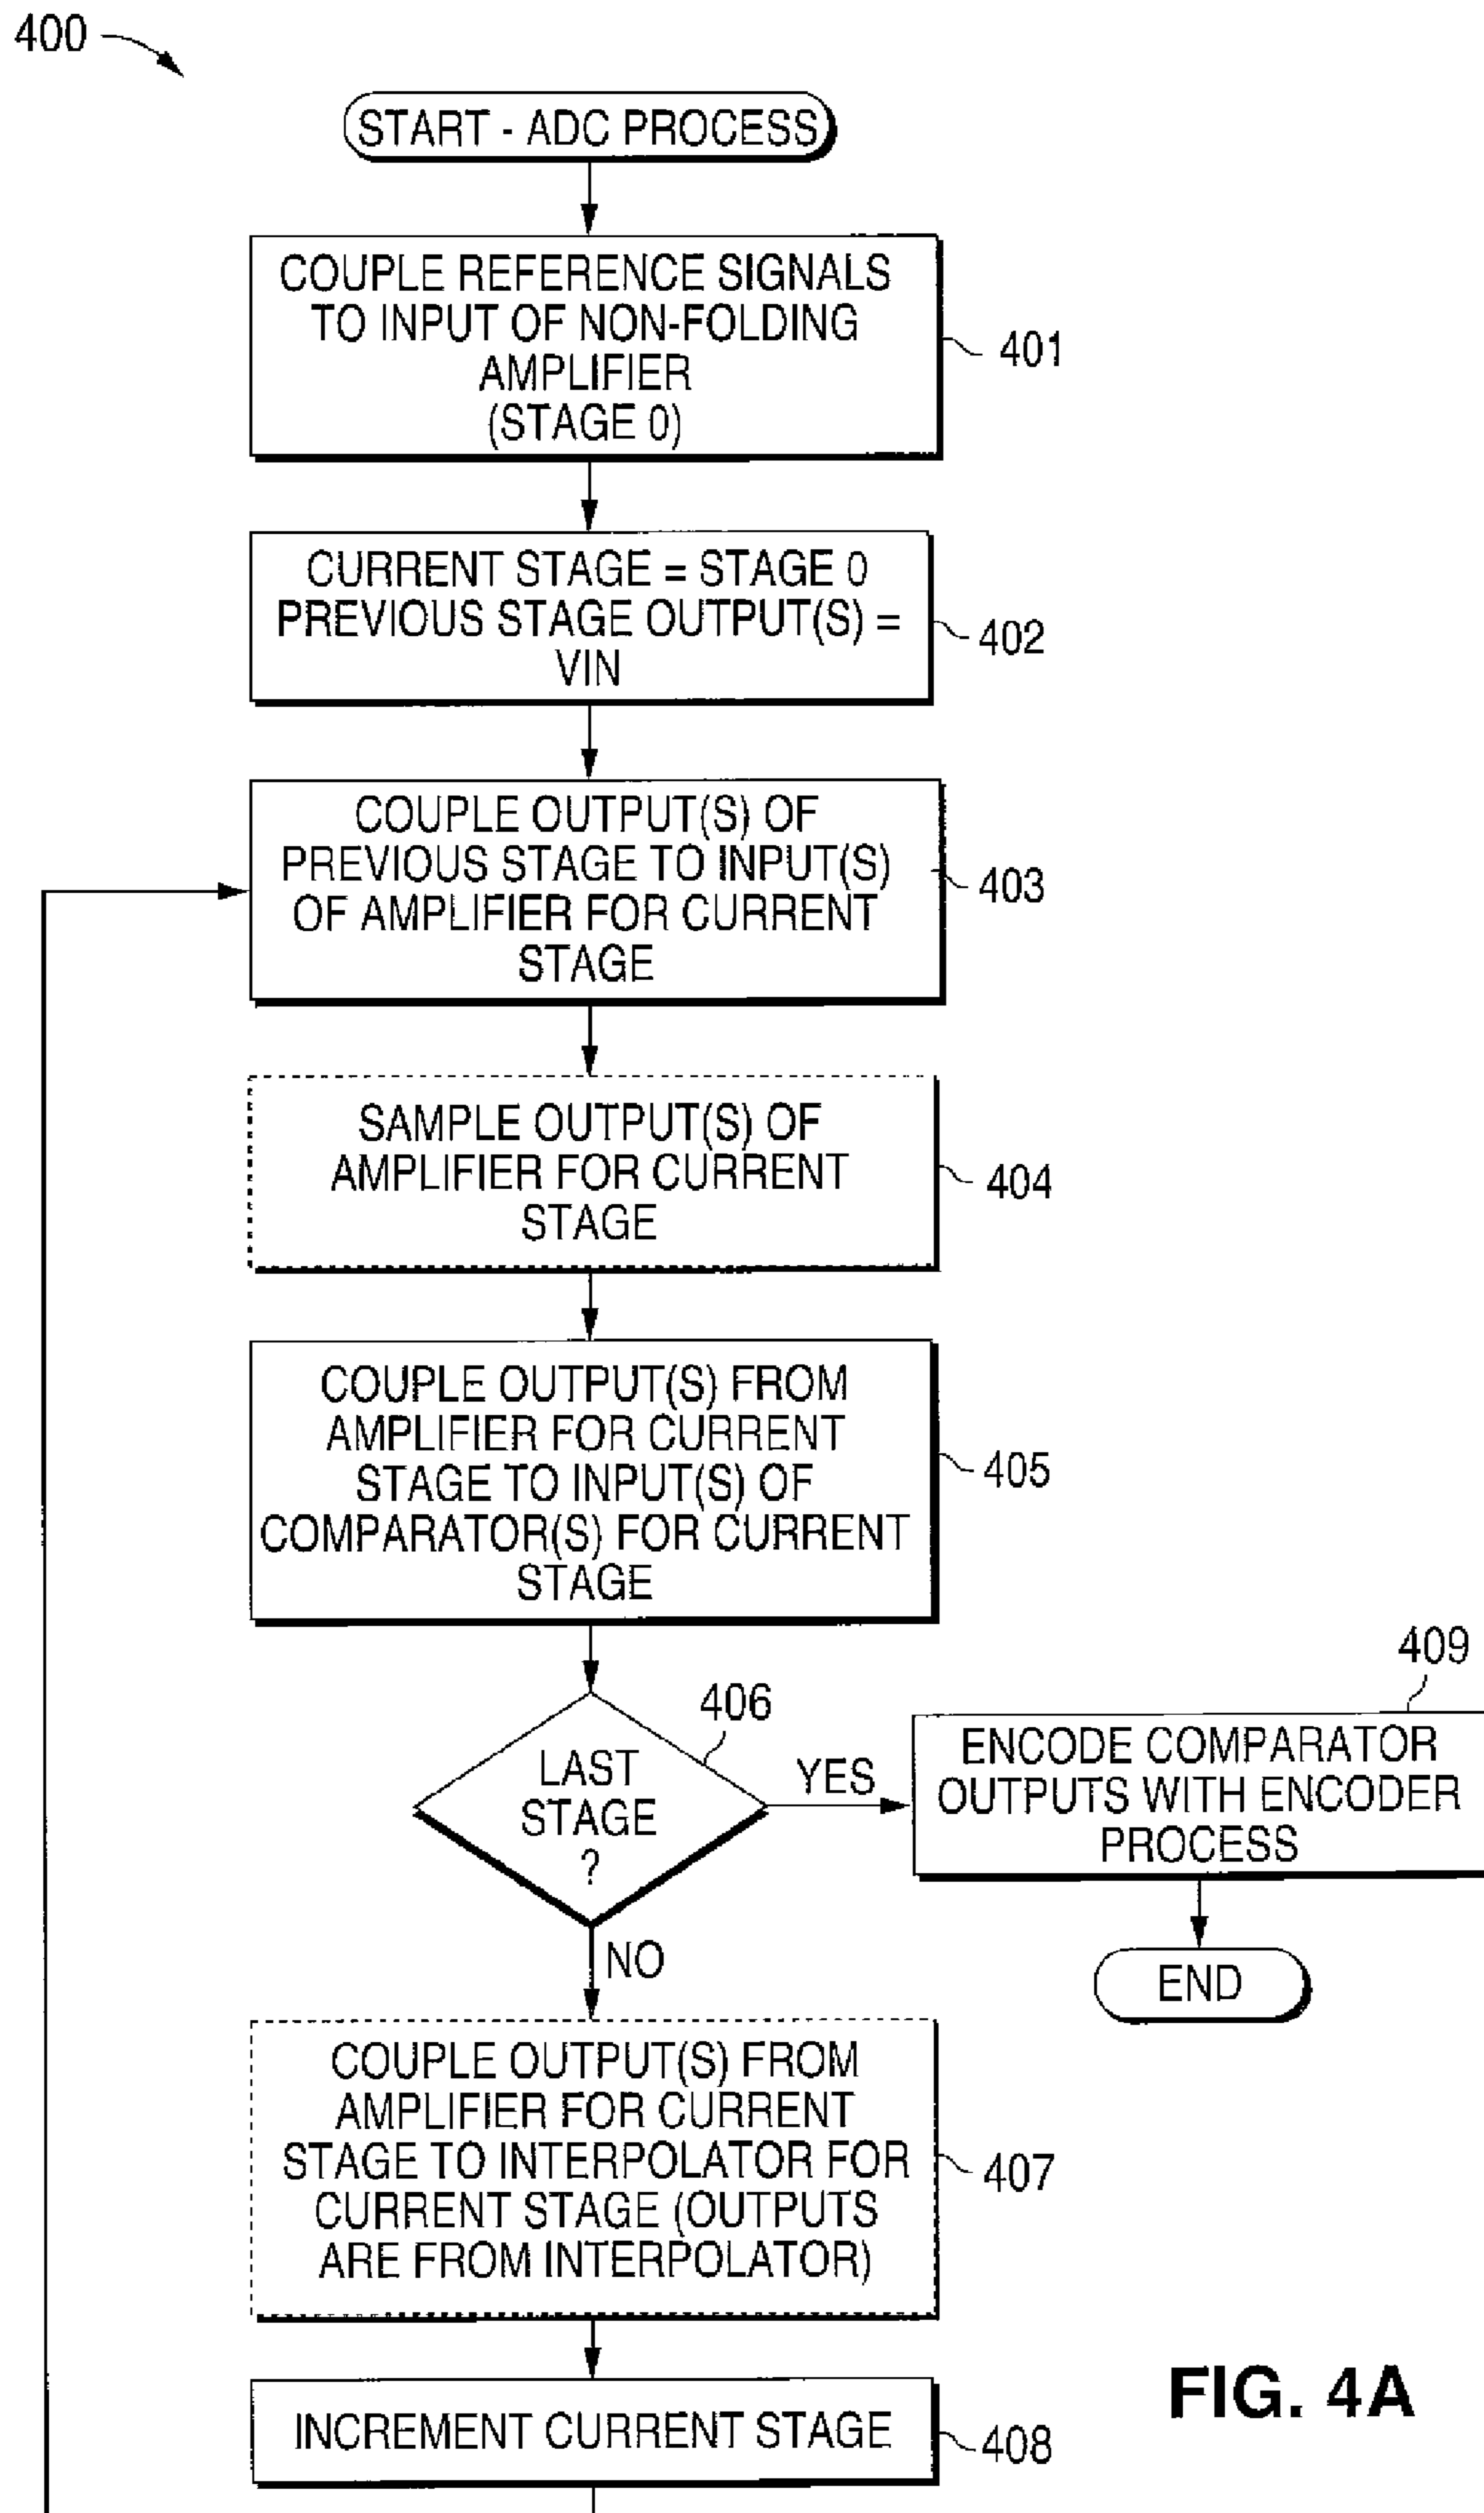 400
START - ADC PROCESS
COUPLE REFERENCE SIGNALS
TO INPUT OF NON-FOLDING
AMPLIFIER
(STAGE 0)
401
CURRENT STAGE = STAGE 0
PREVIOUS STAGE OUTPUT(S) =
VIN
402
COUPLE OUTPUT(S) OF
PREVIOUS STAGE TO INPUT(S)
OF AMPLIFIER FOR CURRENT
STAGE
403
SAMPLE OUTPUT(S) OF
AMPLIFIER FOR CURRENT
STAGE
404
COUPLE OUTPUT(S) FROM
AMPLIFIER FOR CURRENT
STAGE TO INPUT(S) OF
COMPARATOR(S) FOR CURRENT
STAGE
405
LAST
STAGE
?
406
YES
409
ENCODE COMPARATOR
OUTPUTS WITH ENCODER
PROCESS
END
NO
COUPLE OUTPUT(S) FROM
AMPLIFIER FOR CURRENT
STAGE TO INTERPOLATOR FOR
CURRENT STAGE (OUTPUTS
ARE FROM INTERPOLATOR)
407
INCREMENT CURRENT STAGE
408
FIG. 4A